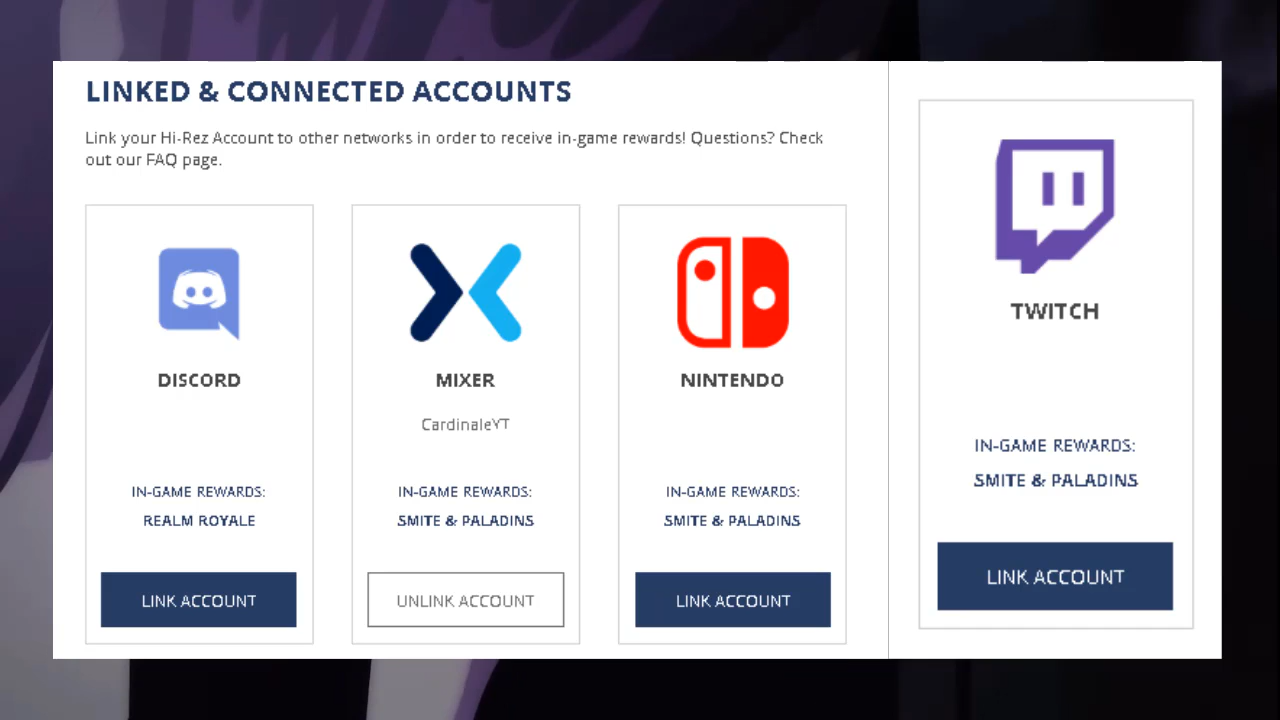 LINKED & CONNECTED ACCOUNTS
Link your Hi-Rez Account to other networks in order to receive in-game rewards! Questions? Check
out our FAQ page.
DISCORD
IN-GAME REWARDS:
REALM ROYALE
LINK ACCOUNT
MIXER
CardinaleYT
IN-GAME REWARDS:
SMITE & PALADINS
UNLINK ACCOUNT
NINTENDO
IN-GAME REWARDS:
SMITE & PALADINS
LINK ACCOUNT
TWITCH
IN-GAME REWARDS:
SMITE & PALADINS
LINK ACCOUNT